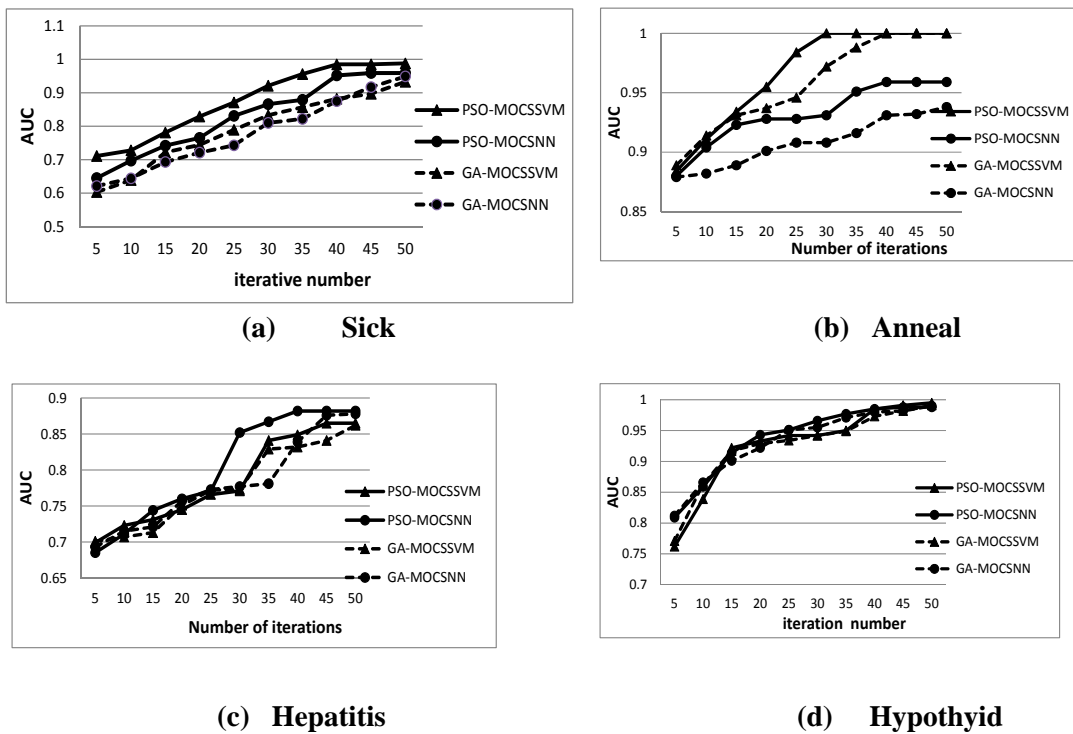 1.1
1
0.9
0.8
0.7
0.6
0.5
AUC
5 10 15 20 25 30 35 40 45 50
iterative number
PSO-MOCSSVM
PSO-MOCSNN
GA-MOCSSVM
GA-MOCSNN
(a) Sick
1
0.95
0.9
0.85
AUC
5 10 15 20 25 30 35 40 45 50
Number of itierations
PSO-MOCSSVM
PSO-MOCSNN
GA-MOCSSVM
GA-MOCSNN
(b) Anneal
0.9
0.85
0.8
0.75
0.7
0.65
AUC
5 10 15 20 25 30 35 40 45 50
Number of iterations
PSO-MOCSSVM
PSO-MOCSNN
GA-MOCSSVM
GA-MOCSNN
(c) Hepatitis
1
0.95
0.9
0.85
0.8
0.75
0.7
AUC
5 10 15 20 25 30 35 40 45 50
iteration number
PSO-MOCSSVM
PSO-MOCSNN
GA-MOCSSVM
GA-MOCSNN
(d) Hypothyid